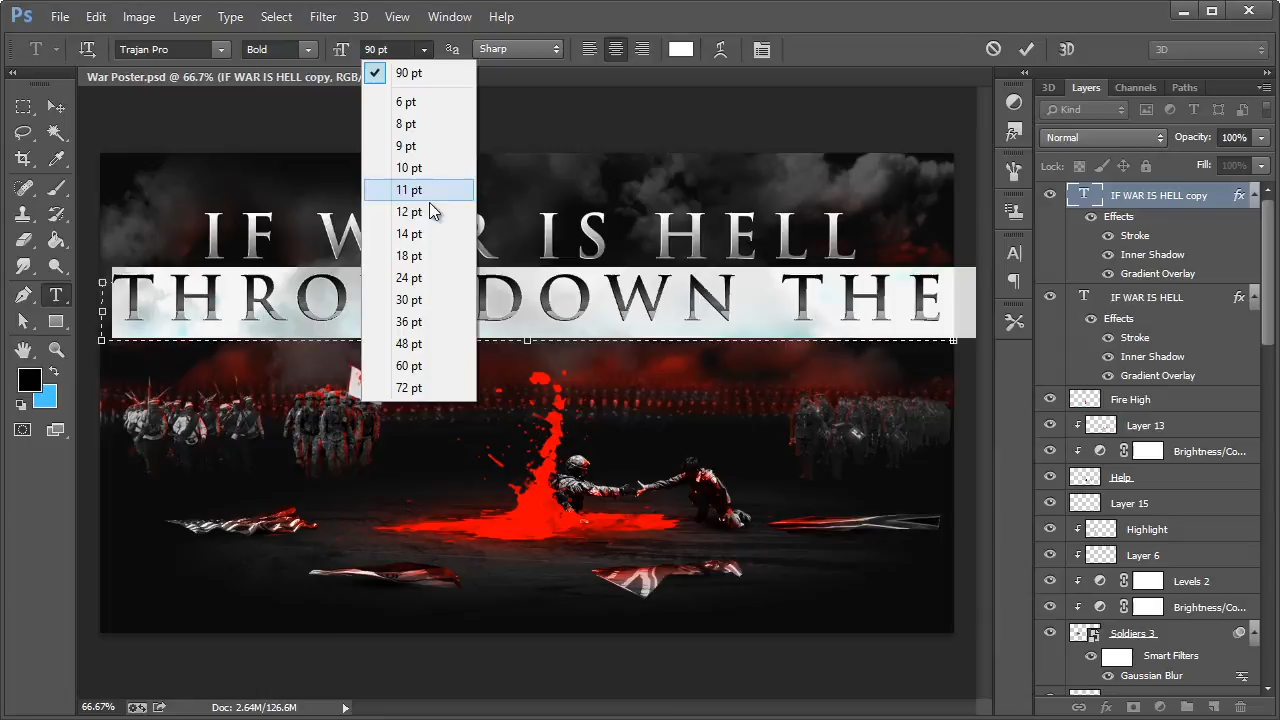 Ps File Edit Image Layer Type Select Filter 3D View Window Help
T Trajan Pro Bold 90 pt aa Sharp 3D 3D
War Poster.psd @ 66.7% (IF WAR IS HELL copy, RGB/
90 pt
6 pt
8 pt
9 pt
10 pt
11 pt
12 pt
14 pt
18 pt
24 pt
30 pt
36 pt
48 pt
60 pt
72 pt
IF WAR IS HELL
THRO DOWN THE
3D Layers Channels Paths
Kind
Normal Opacity: 100%
Lock: Fill: 100%
T IF WAR IS HELL copy fx
Effects
Stroke
Inner Shadow
Gradient Overlay
T IF WAR IS HELL fx
Effects
Stroke
Inner Shadow
Gradient Overlay
Fire High
Layer 13
Brightness/Co...
Help
Layer 15
Highlight
Layer 6
Levels 2
Brightness/Co...
Soldiers 3
Smart Filters
Gaussian Blur
66.67% Doc: 2.64M/126.6M